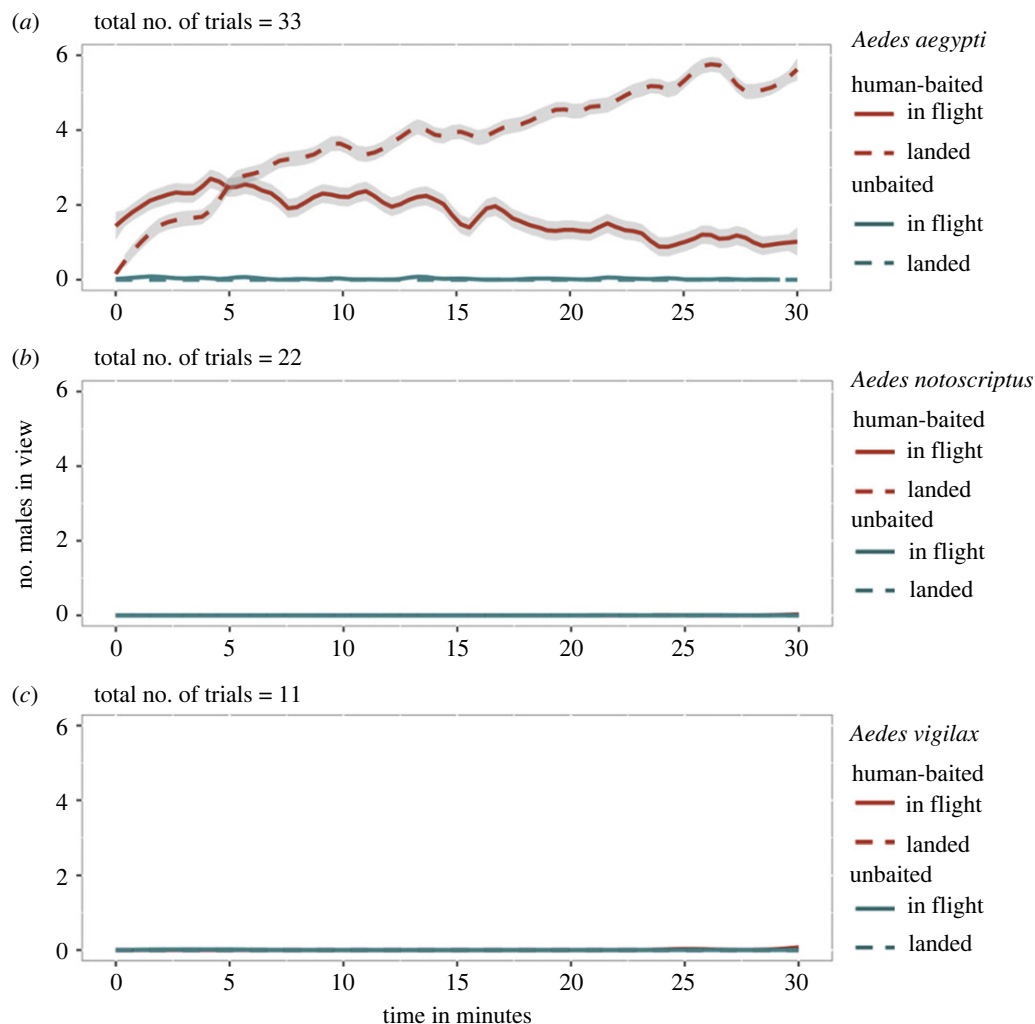 (a) total no. of trials = 33
6
4
2
0
0 5 10 15 20 25 30
Aedes aegypti
human-baited
in flight
landed
unbaited
in flight
landed
(b) total no. of trials = 22
no. males in view
6
4
2
0
0 5 10 15 20 25 30
Aedes notoscriptus
human-baited
in flight
landed
unbaited
in flight
landed
(c) total no. of trials = 11
6
4
2
0
0 5 10 15 20 25 30
time in minutes
Aedes vigilax
human-baited
in flight
landed
unbaited
in flight
landed